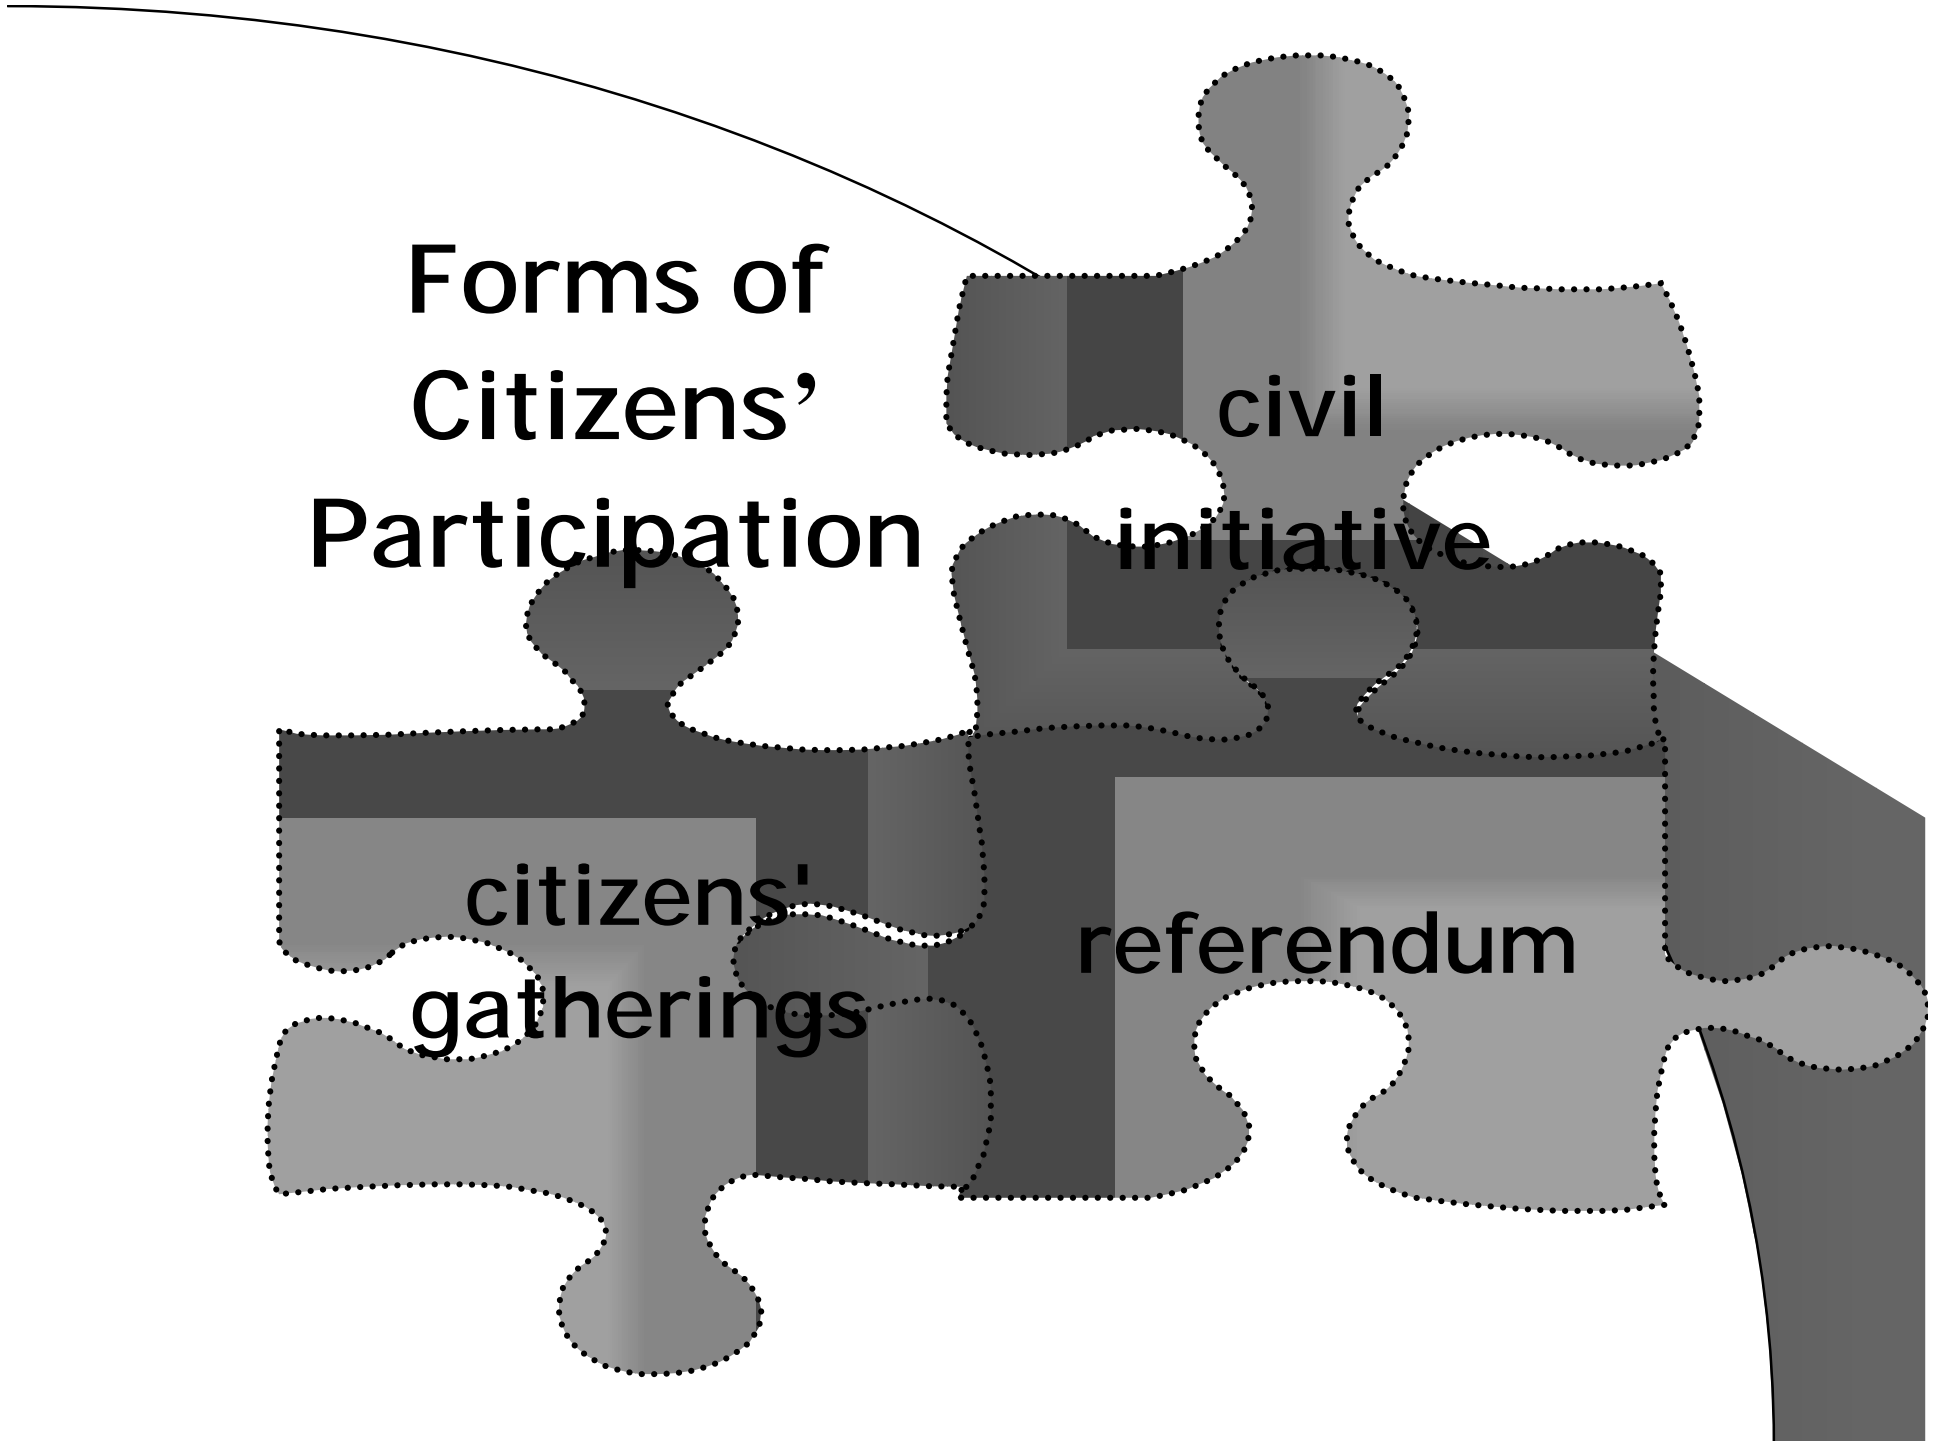 Forms of
Citizens’
Participation
civil
initiative
citizens'
gatherings
referendum